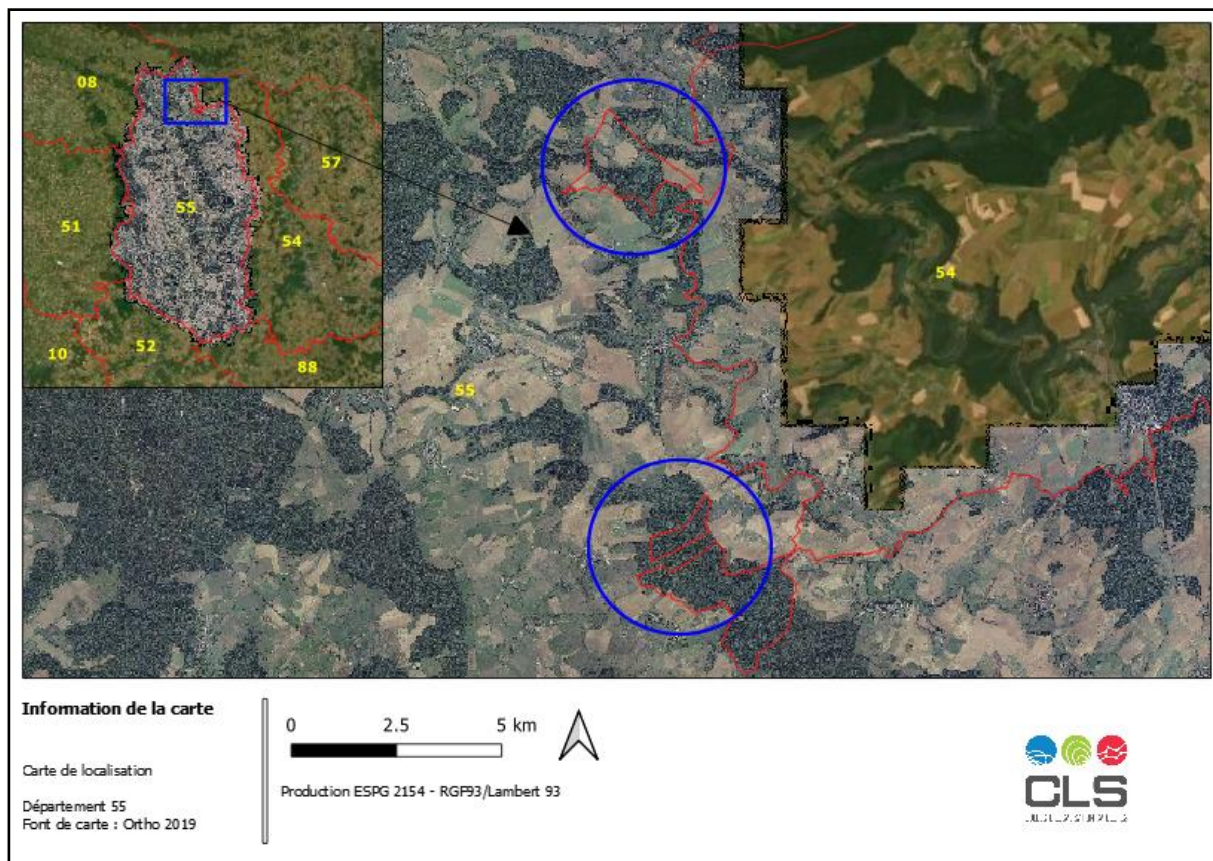 08
57
55
51
54
10
52
88
54
55
Information de la carte
Carte de localisation
Département 55
Font de carte : Ortho 2019
0 2.5 5 km
Production ESPG 2154 - RGF93/Lambert 93
CLS